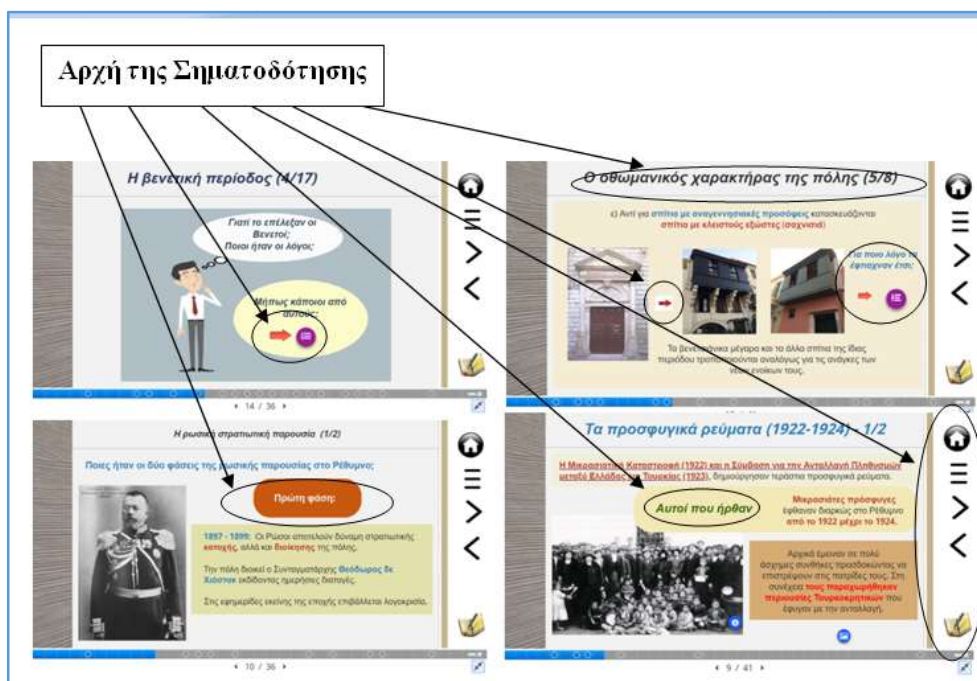 Αρχή της Σηματοδότησης
Η βενετική περίοδος (4/17)
Γιατί το επέλεξαν οι
Βενετοί;
Ποιοι ήταν οι λόγοι;
Μήπως κάποιοι από
αυτούς;
14 / 36
Ο οθωμανικός χαρακτήρας της πόλης (5/8)
ε) Αντί για σπίτια με αναγεννησιακές προσόψεις κατασκευάζονται
σπίτια με κλειστούς εξώστες (σαχνισιά)
Για ποιο λόγο τα
έφτιαχναν έτσι;
Τα βενετσιάνικα μέγαρα και τα άλλα σπίτια της ίδιας
περιόδου τροποποιούνται αναλόγως για τις ανάγκες των
νέων ενοίκων τους.
Η ρωσική στρατιωτική παρουσία (1/2)
Ποιες ήταν οι δύο φάσεις της ρωσικής παρουσίας στο Ρέθυμνο;
Πρώτη φάση:
1897 - 1899: Οι Ρώσοι αποτελούν δύναμη στρατιωτικής
κατοχής, αλλά και διοίκησης της πόλης.
Την πόλη διοικεί ο Συνταγματάρχης Θεόδωρος δε
Χιόστακ εκδίδοντας ημερήσιες διαταγές.
Στις εφημερίδες εκείνης της εποχής επιβάλλεται λογοκρισία.
10 / 36
Τα προσφυγικά ρεύματα (1922-1924) - 1/2
Η Μικρασιατική Καταστροφή (1922) και η Σύμβαση για την Ανταλλαγή Πληθυσμών
μεταξύ Ελλάδας και Τουρκίας (1923), δημιούργησαν τεράστια προσφυγικά ρεύματα.
Αυτοί που ήρθαν
Μικρασιάτες πρόσφυγες
έφθαναν διαρκώς στο Ρέθυμνο
από το 1922 μέχρι το 1924.
Αρχικά έμειναν σε πολύ
άσχημες συνθήκες προσδοκώντας να
επιστρέψουν στις πατρίδες τους. Στη
συνέχεια τους παραχωρήθηκαν
περιουσίες Τουρκοκρητικών που
έφυγαν με την ανταλλαγή.
9 / 41